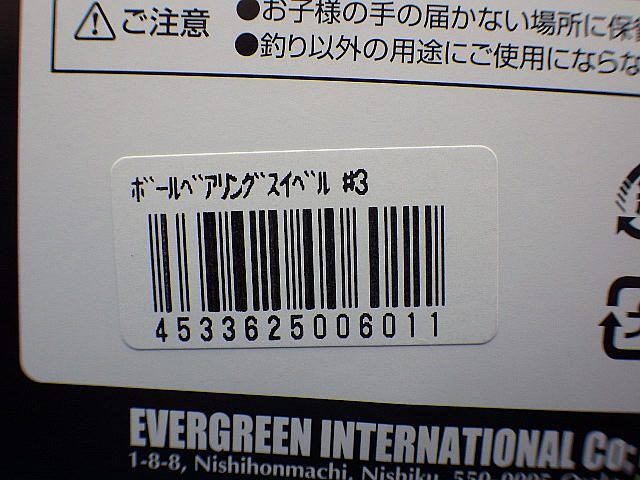 ご注意
●お子様の手の届かない場所に保
●釣り以外の用途にご使用になら
ﾎﾞｰﾙﾍﾞｱﾘﾝｸﾞｽｲﾍﾞﾙ #3
4533625006011
EVERGREEN INTERNATIONAL CO;
1-8-8, Nishihonmachi, Nishiku,